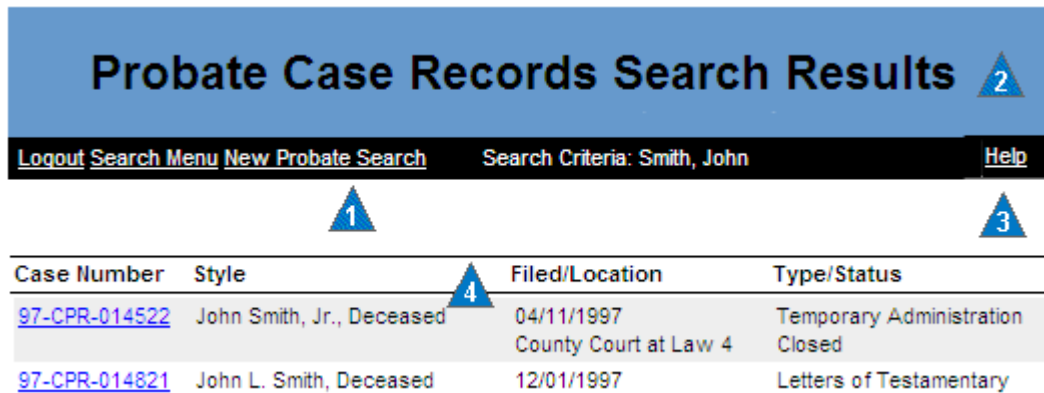 Probate Case Records Search Results 2
Logout Search Menu New Probate Search Search Criteria: Smith, John Help
1 3
Case Number Style 4 Filed/Location Type/Status
97-CPR-014522 John Smith, Jr., Deceased 04/11/1997 Temporary Administration
County Court at Law 4 Closed
97-CPR-014821 John L. Smith, Deceased 12/01/1997 Letters of Testamentary